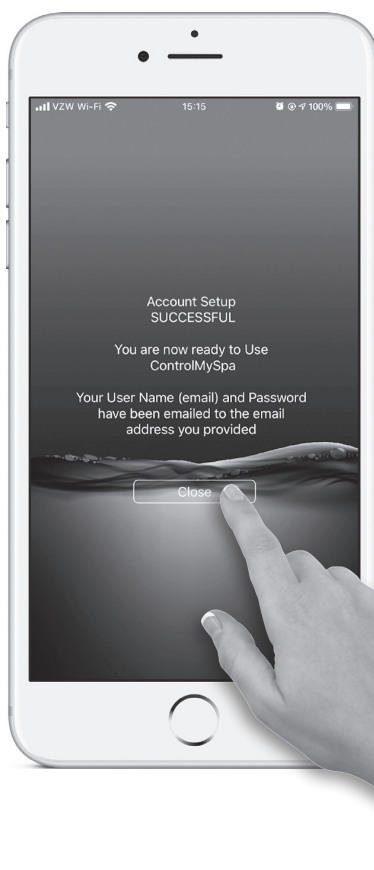 VZW Wi-Fi 15:15 100%
Account Setup
SUCCESSFUL
You are now ready to Use
ControlMySpa
Your User Name (email) and Password
have been emailed to the email
address you provided
Close